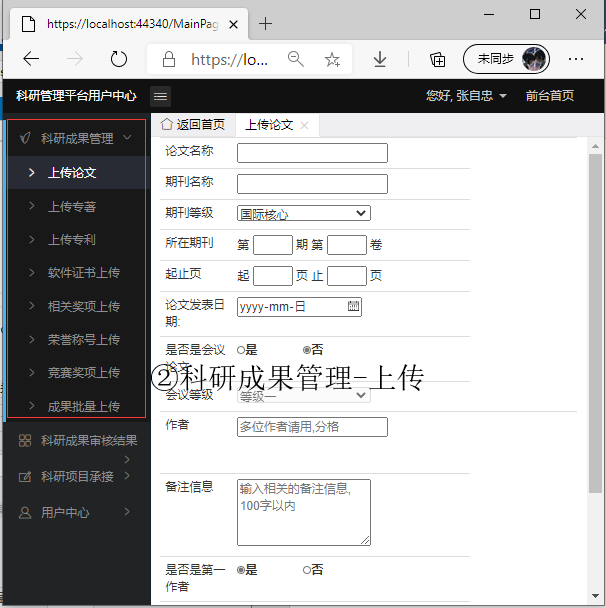 https://localhost:44340/MainPag
https://lo...
未同步
科研管理平台用户中心
您好, 张自忠
前台首页
科研成果管理
上传论文
上传专著
上传专利
软件证书上传
相关奖项上传
荣誉称号上传
竞赛奖项上传
成果批量上传
科研成果审核结果
科研项目承接
用户中心
返回首页
上传论文
论文名称
期刊名称
期刊等级 国际核心
所在期刊 第 期 第 卷
起止页 起 页 止 页
论文发表日期: yyyy-mm-日
是否是会议论文 是 否
②科研成果管理-上传
会议等级 等级一
作者 多位作者请用,分格
备注信息 输入相关的备注信息,
100字以内
是否是第一作者 是 否